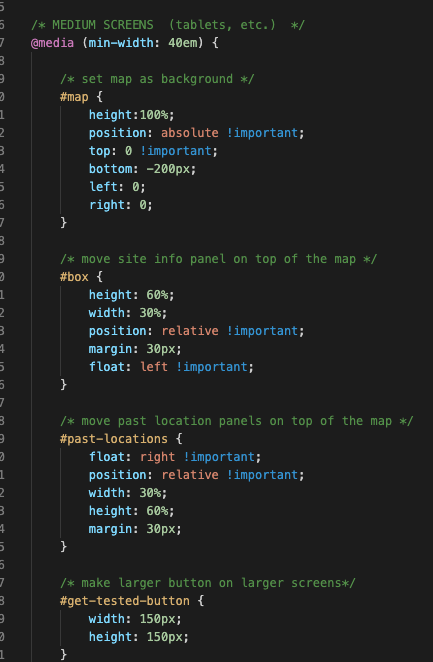 5
6 /* MEDIUM SCREENS  (tablets, etc.)  */
7 @media (min-width: 40em) {
8
9     /* set map as background */
0     #map {
1         height:100%;
2         position: absolute !important;
3         top: 0 !important;
4         bottom: -200px;
5         left: 0;
6         right: 0;
7     }
8
9     /* move site info panel on top of the map */
0     #box {
1         height: 60%;
2         width: 30%;
3         position: relative !important;
4         margin: 30px;
5         float: left !important;
6     }
7
8     /* move past location panels on top of the map */
9     #past-locations {
0         float: right !important;
1         position: relative !important;
2         width: 30%;
3         height: 60%;
4         margin: 30px;
5     }
6
7     /* make larger button on larger screens*/
8     #get-tested-button {
9         width: 150px;
0         height: 150px;
1     }